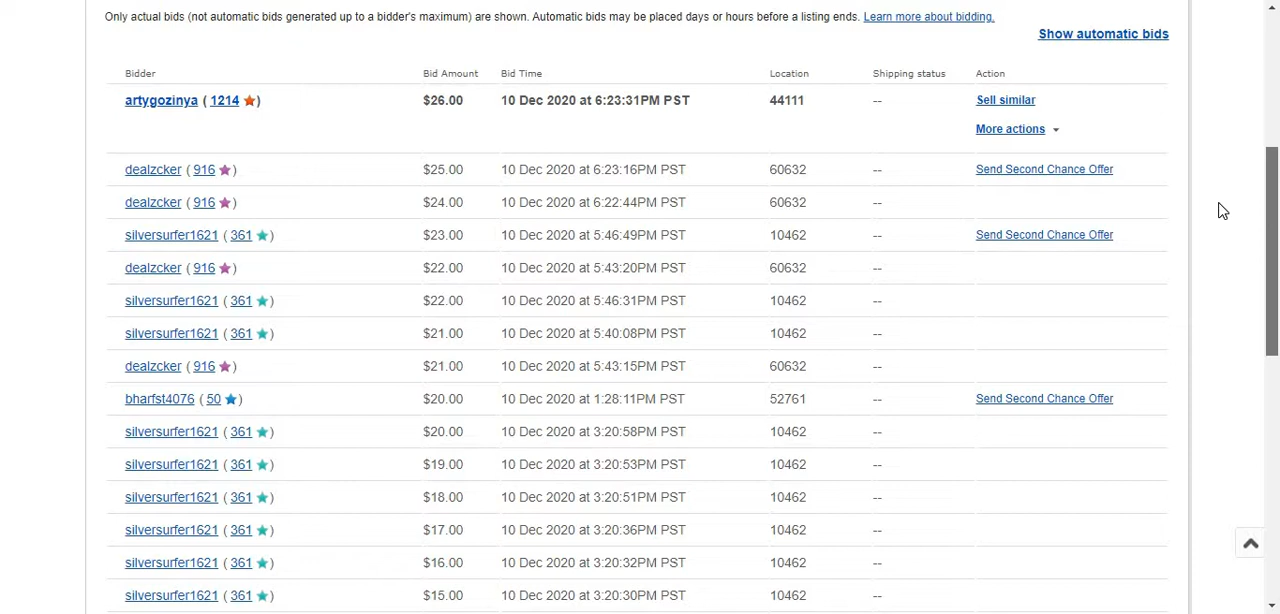 Only actual bids (not automatic bids generated up to a bidder's maximum) are shown. Automatic bids may be placed days or hours before a listing ends. Learn more about bidding.
Show automatic bids
Bidder Bid Amount Bid Time Location Shipping status Action
artygozinya ( 1214 ) $26.00 10 Dec 2020 at 6:23:31PM PST 44111 -- Sell similar
More actions
dealzcker ( 916 ) $25.00 10 Dec 2020 at 6:23:16PM PST 60632 -- Send Second Chance Offer
dealzcker ( 916 ) $24.00 10 Dec 2020 at 6:22:44PM PST 60632 --
silversurfer1621 ( 361 ) $23.00 10 Dec 2020 at 5:46:49PM PST 10462 -- Send Second Chance Offer
dealzcker ( 916 ) $22.00 10 Dec 2020 at 5:43:20PM PST 60632 --
silversurfer1621 ( 361 ) $22.00 10 Dec 2020 at 5:46:31PM PST 10462 --
silversurfer1621 ( 361 ) $21.00 10 Dec 2020 at 5:40:08PM PST 10462 --
dealzcker ( 916 ) $21.00 10 Dec 2020 at 5:43:15PM PST 60632 --
bharfst4076 ( 50 ) $20.00 10 Dec 2020 at 1:28:11PM PST 52761 -- Send Second Chance Offer
silversurfer1621 ( 361 ) $20.00 10 Dec 2020 at 3:20:58PM PST 10462 --
silversurfer1621 ( 361 ) $19.00 10 Dec 2020 at 3:20:53PM PST 10462 --
silversurfer1621 ( 361 ) $18.00 10 Dec 2020 at 3:20:51PM PST 10462 --
silversurfer1621 ( 361 ) $17.00 10 Dec 2020 at 3:20:36PM PST 10462 --
silversurfer1621 ( 361 ) $16.00 10 Dec 2020 at 3:20:32PM PST 10462 --
silversurfer1621 ( 361 ) $15.00 10 Dec 2020 at 3:20:30PM PST 10462 --